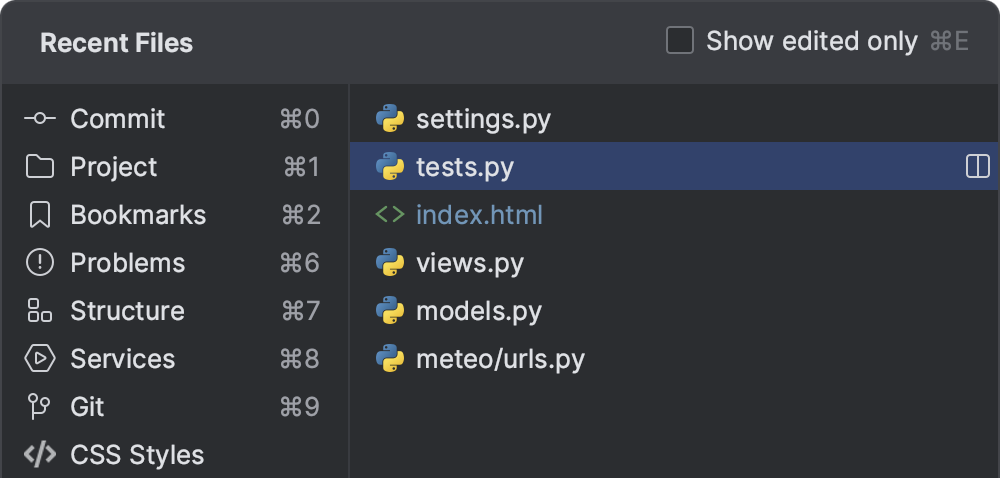 Recent Files
Show edited only ⌘E
Commit ⌘0
Project ⌘1
Bookmarks ⌘2
Problems ⌘6
Structure ⌘7
Services ⌘8
Git ⌘9
CSS Styles
settings.py
tests.py
index.html
views.py
models.py
meteo/urls.py